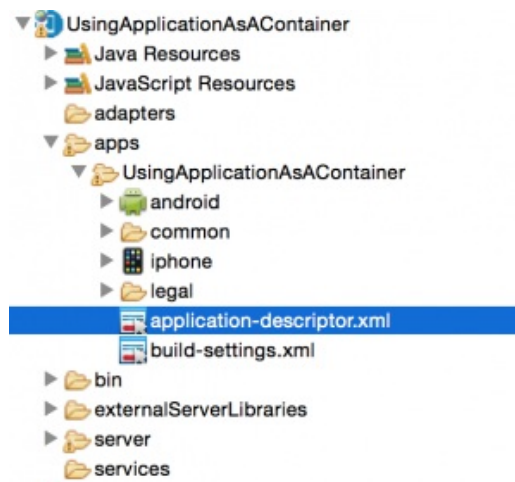 UsingApplicationAsAContainer
Java Resources
JavaScript Resources
adapters
apps
UsingApplicationAsAContainer
android
common
iphone
legal
application-descriptor.xml
build-settings.xml
bin
externalServerLibraries
server
services